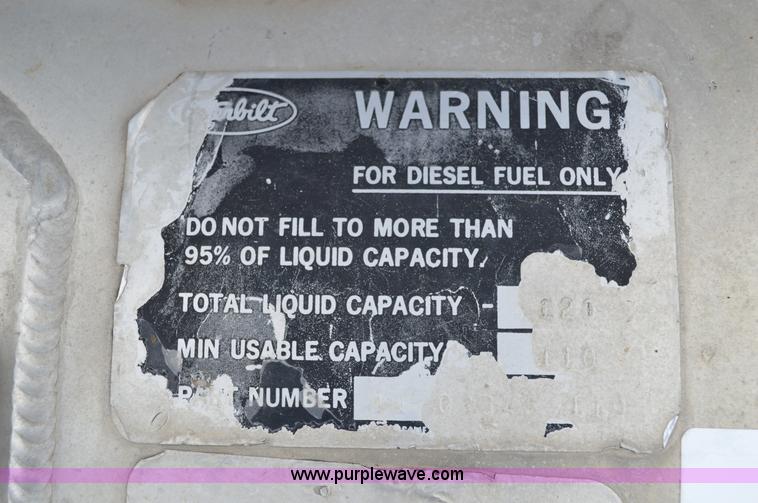 WARNING
FOR DIESEL FUEL ONLY
DO NOT FILL TO MORE THAN
95% OF LIQUID CAPACITY.
TOTAL LIQUID CAPACITY -
MIN USABLE CAPACITY
PART NUMBER
www.purplewave.com